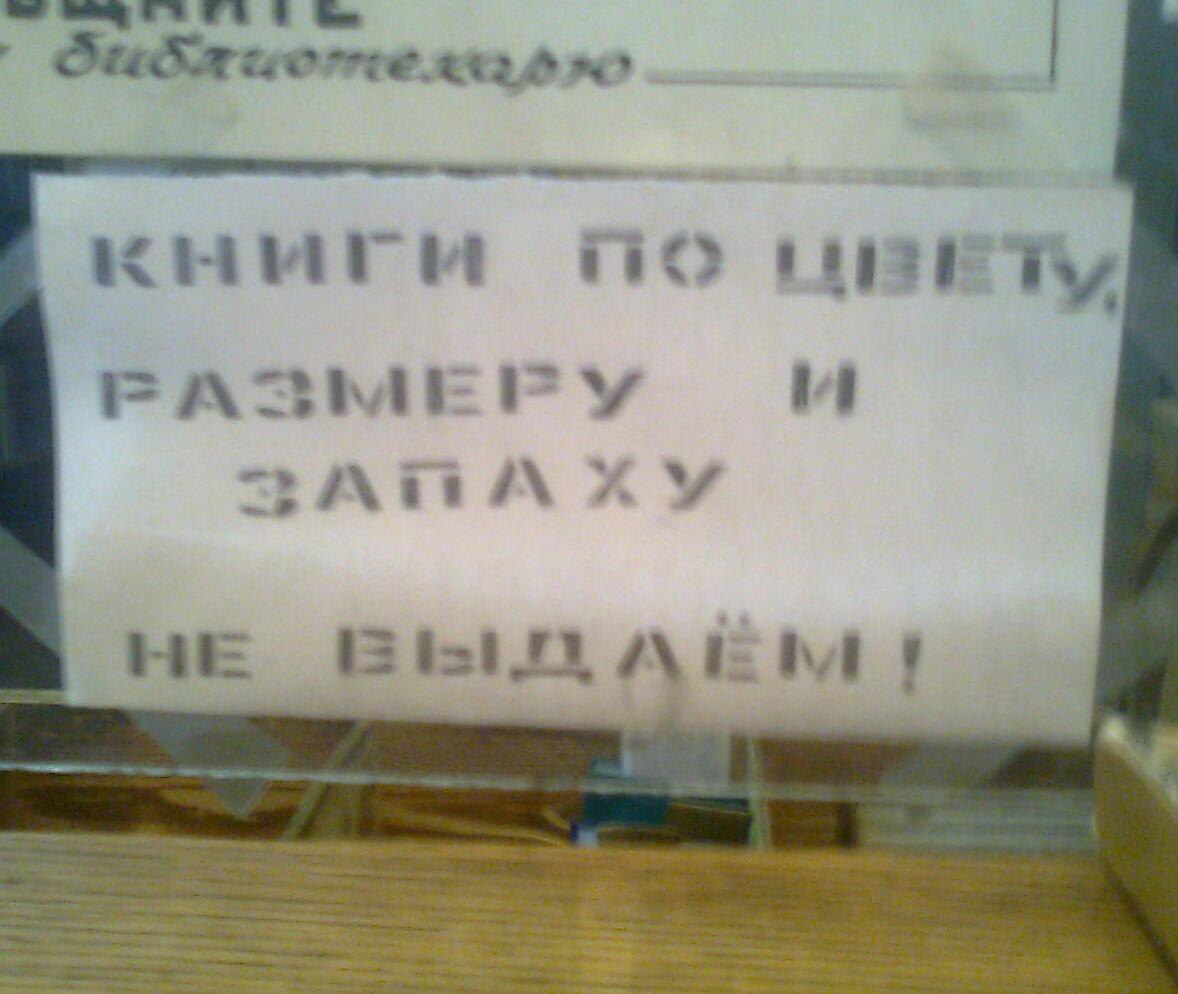 библиотекарю
КНИГИ ПО ЦВЕТУ,
РАЗМЕРУ И
ЗАПАХУ
НЕ ВЫДАЁМ!